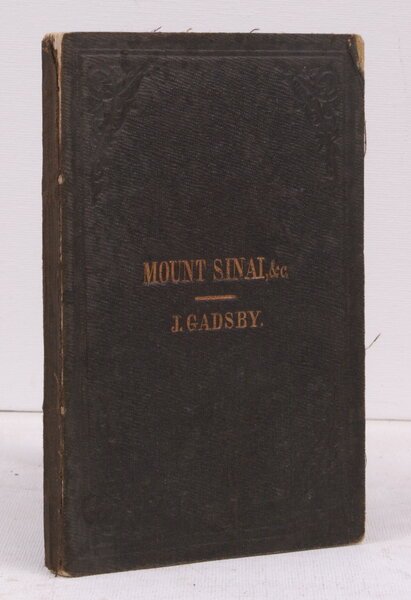 MOUNT SINAI, &c.
J. GADSBY.